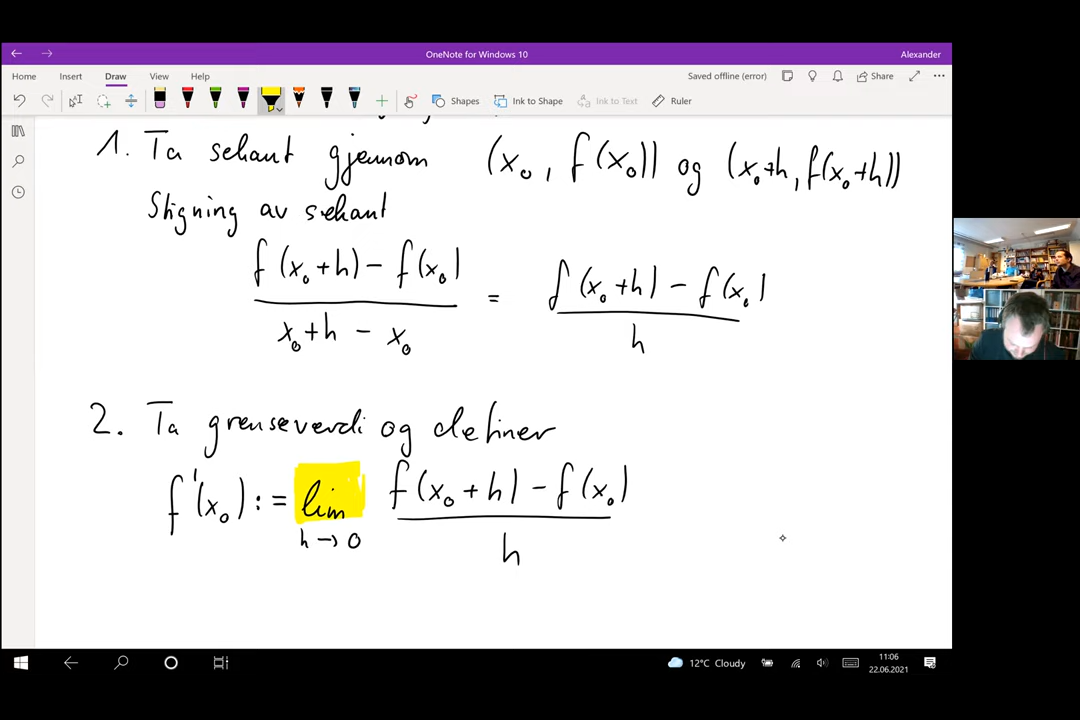 OneNote for Windows 10
Alexander
Home Insert Draw View Help
Saved offline (error)
Share
Shapes
Ink to Shape
Ink to Text
Ruler
1. Ta sekant gjennom (x₀, f(x₀)) og (x₀+h, f(x₀+h))
Stigning av sekant
f(x₀+h) − f(x₀) / x₀+h − x₀ = f(x₀+h) − f(x₀) / h
2. Ta grenseverdi og definer
f'(x₀) := lim h→0 f(x₀+h) − f(x₀) / h
12°C Cloudy
11:06
22.06.2021